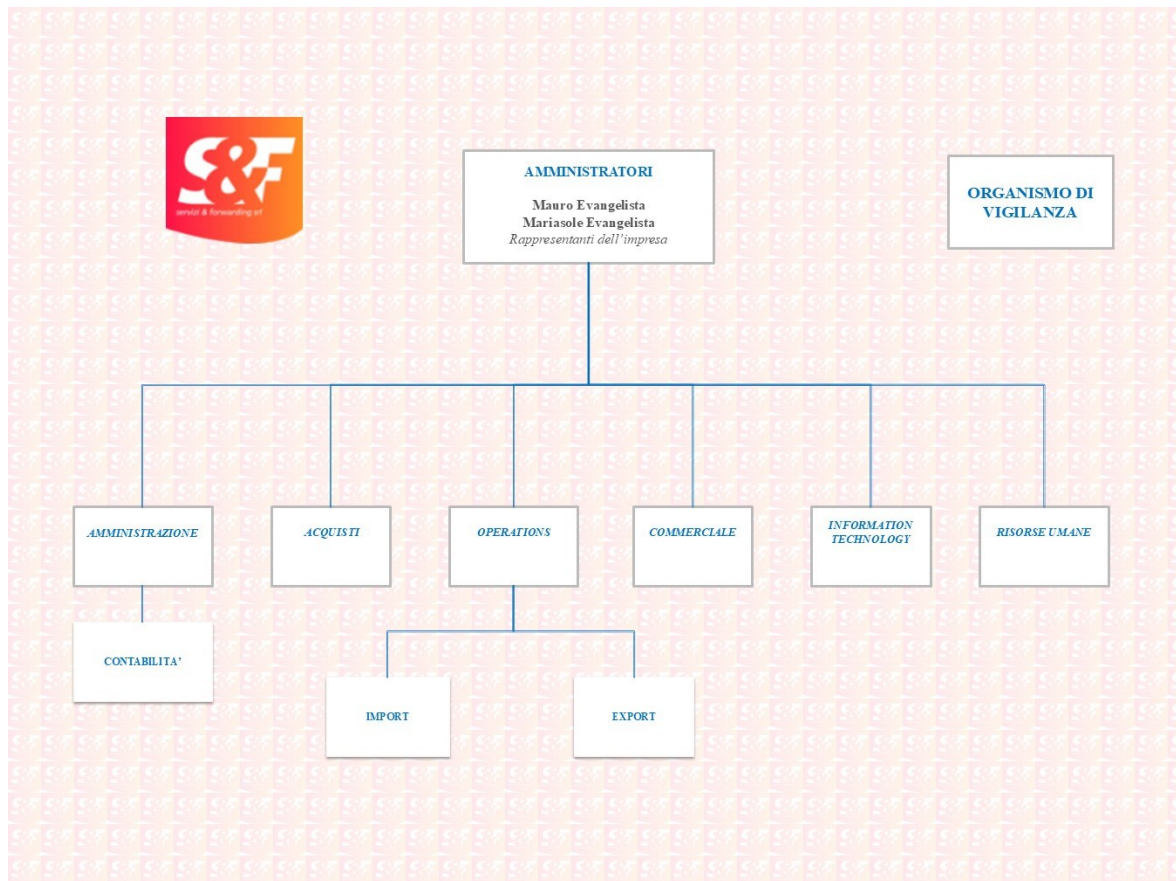 S&F
servizi & forwarding srl
AMMINISTRATORI
Mauro Evangelista
Mariasole Evangelista
Rappresentanti dell’impresa
ORGANISMO DI
VIGILANZA
AMMINISTRAZIONE
ACQUISTI
OPERATIONS
COMMERCIALE
INFORMATION
TECHNOLOGY
RISORSE UMANE
CONTABILITA’
IMPORT
EXPORT